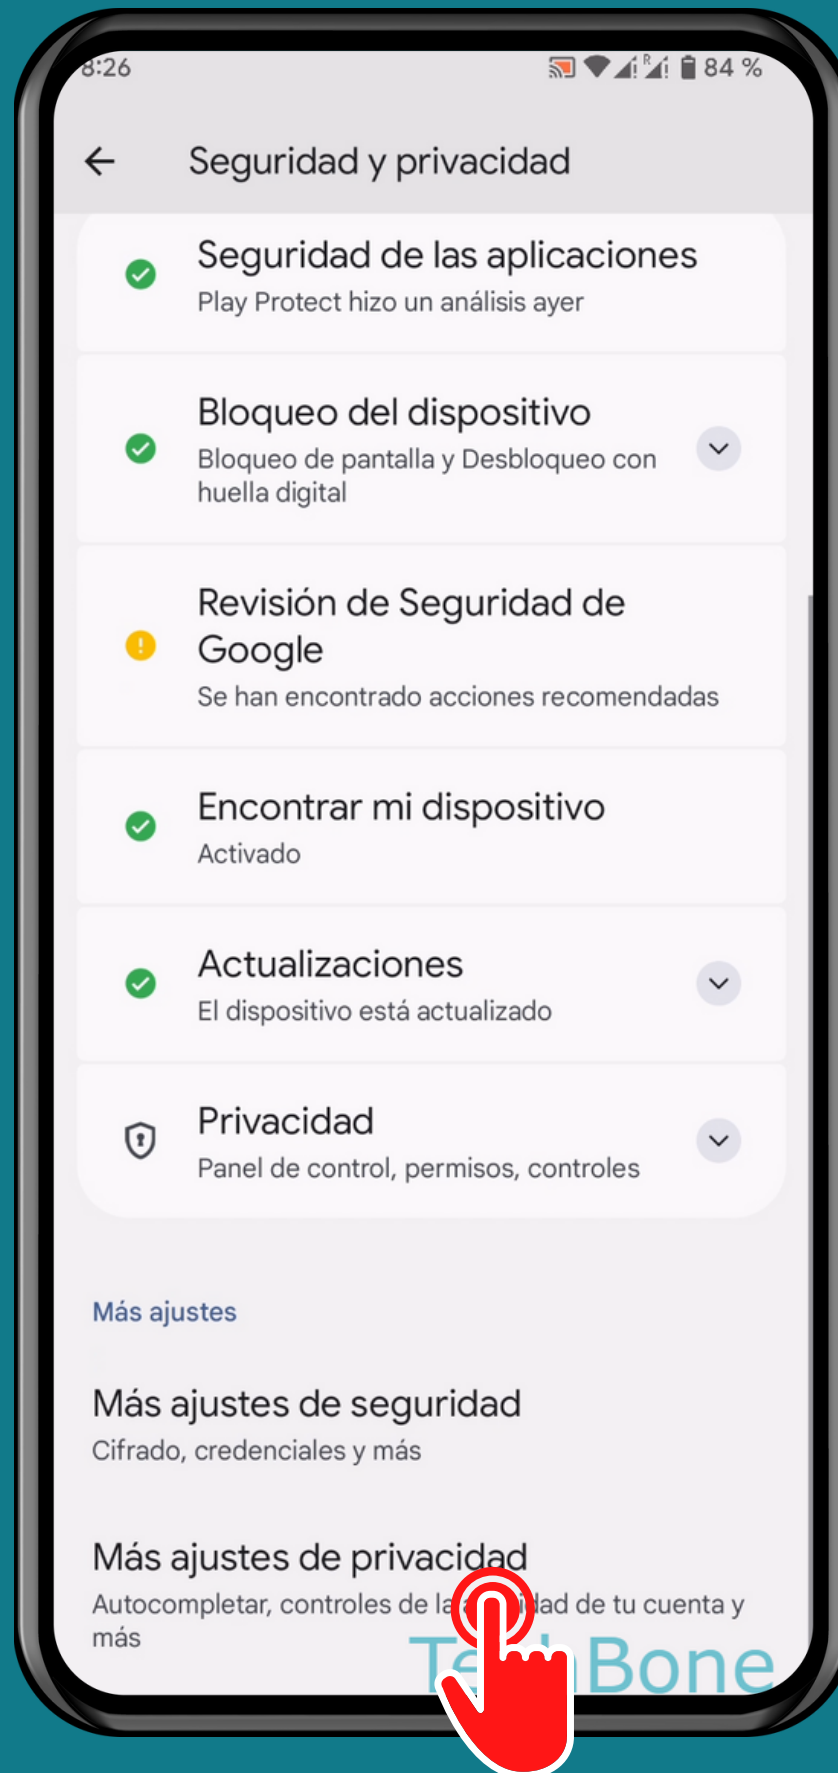 8:26
R
84 %
Seguridad y privacidad
Seguridad de las aplicaciones
Play Protect hizo un análisis ayer
Bloqueo del dispositivo
Bloqueo de pantalla y Desbloqueo con
huella digital
Revisión de Seguridad de
Google
Se han encontrado acciones recomendadas
Encontrar mi dispositivo
Activado
Actualizaciones
El dispositivo está actualizado
Privacidad
Panel de control, permisos, controles
Más ajustes
Más ajustes de seguridad
Cifrado, credenciales y más
Más ajustes de privacidad
Autocompletar, controles de la de tu cuenta y
más
Bone